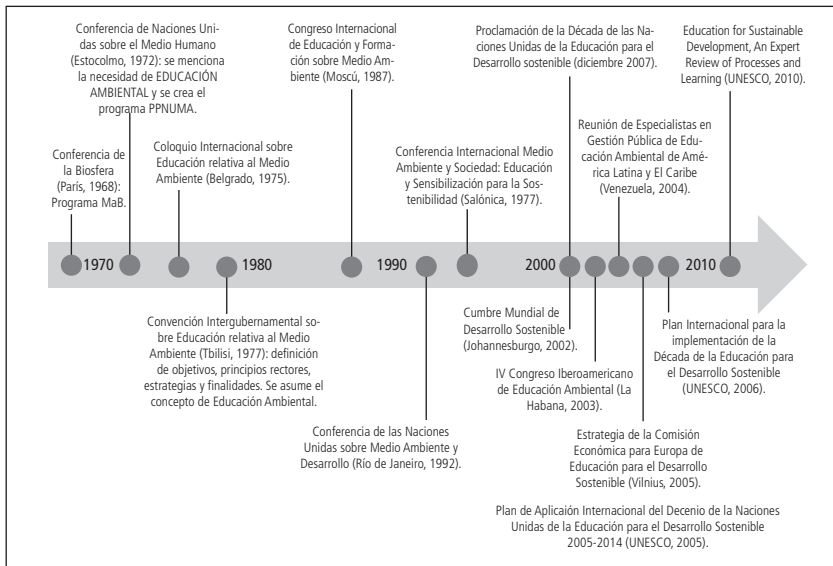 Conferencia de Naciones Uni-
das sobre el Medio Humano
(Estocolmo, 1972): se menciona
la necesidad de EDUCACIÓN
AMBIENTAL y se crea el
programa PPNUMA.
Congreso Internacional
de Educación y Forma-
ción sobre Medio Am-
biente (Moscú, 1987).
Proclamación de la Década de las Na-
ciones Unidas de la Educación para el
Desarrollo sostenible (diciembre 2007).
Education for Sustainable
Development, An Expert
Review of Processes and
Learning (UNESCO, 2010).
Conferencia de
la Biosfera
(París, 1968):
Programa MaB.
Coloquio Internacional sobre
Educación relativa al Medio
Ambiente (Belgrado, 1975).
Conferencia Internacional Medio
Ambiente y Sociedad: Educación
y Sensibilización para la Sos-
tenibilidad (Salónica, 1977).
Reunión de Especialistas en
Gestión Pública de Edu-
cación Ambiental de Amé-
rica Latina y El Caribe
(Venezuela, 2004).
1970 1980 1990 2000 2010
Convención Intergubernamental so-
bre Educación relativa al Medio
Ambiente (Tbilisi, 1977): definición
de objetivos, principios rectores,
estrategias y finalidades. Se asume el
concepto de Educación Ambiental.
Conferencia de las Naciones
Unidas sobre Medio Ambiente y
Desarrollo (Río de Janeiro, 1992).
Cumbre Mundial de
Desarrollo Sostenible
(Johannesburgo, 2002).
IV Congreso Iberoamericano
de Educación Ambiental (La
Habana, 2003).
Plan Internacional para la
implementación de la
Década de la Educación para
el Desarrollo Sostenible
(UNESCO, 2006).
Estrategia de la Comisión
Económica para Europa de
Educación para el Desarrollo
Sostenible (Vilnius, 2005).
Plan de Aplicaión Internacional del Decenio de la Naciones
Unidas de la Educación para el Desarrollo Sostenible
2005-2014 (UNESCO, 2005).